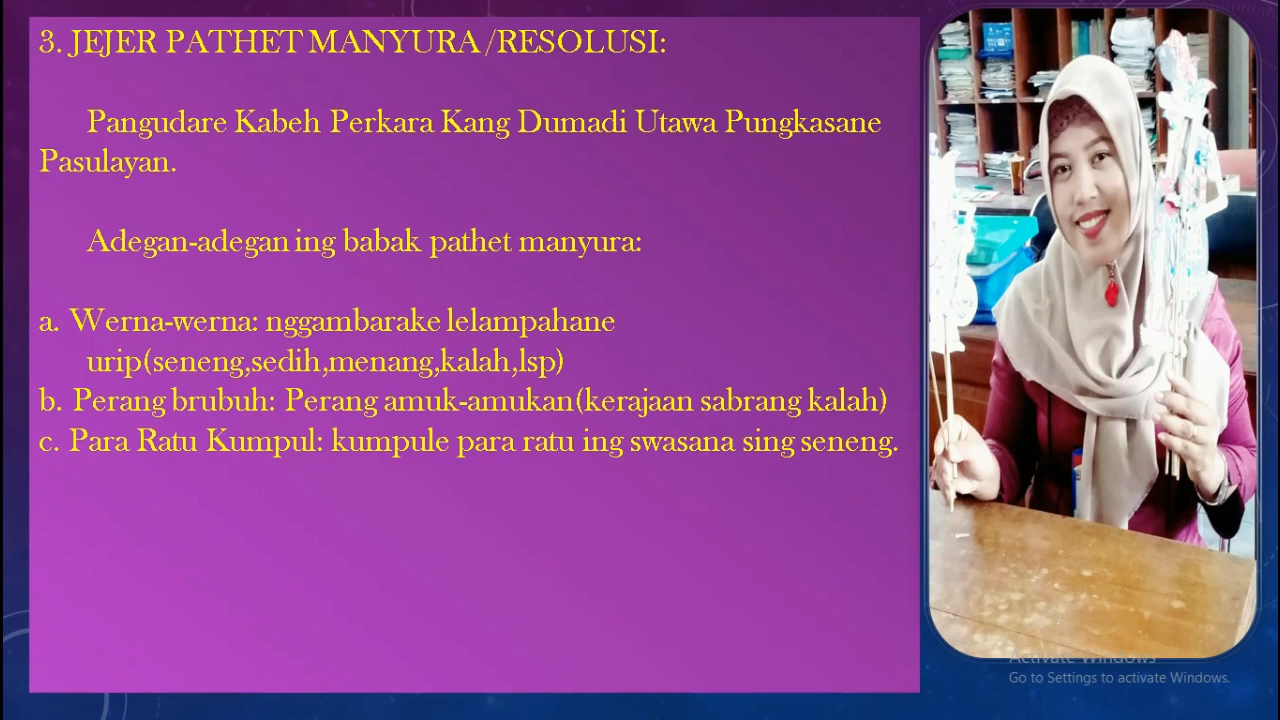 3. JEJER PATHET MANYURA /RESOLUSI:
Pangudare Kabeh Perkara Kang Dumadi Utawa Pungkasane
Pasulayan.
Adegan-adegan ing babak pathet manyura:
a. Werna-werna: nggambarake lelampahane
urip(seneng,sedih,menang,kalah,lsp)
b. Perang brubuh: Perang amuk-amukan(kerajaan sabrang kalah)
c. Para Ratu Kumpul: kumpule para ratu ing swasana sing seneng.
Activate Windows
Go to Settings to activate Windows.